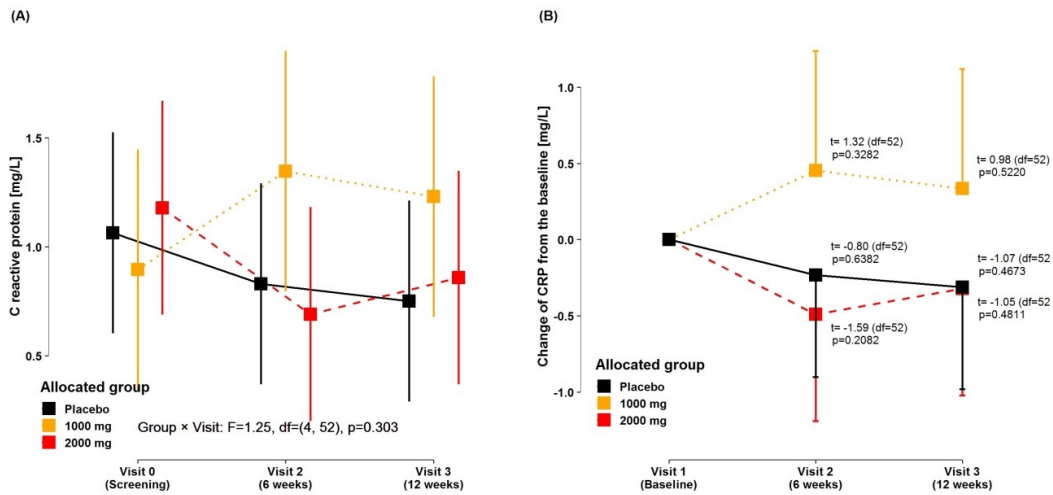 (A)
C reactive protein [mg/L]
1.5
1.0
0.5
Allocated group
Placebo
1000 mg
2000 mg
Group × Visit: F=1.25, df=(4, 52), p=0.303
Visit 0
(Screening)
Visit 2
(6 weeks)
Visit 3
(12 weeks)
(B)
Change of CRP from the baseline [mg/L]
1.0
0.5
0.0
-0.5
-1.0
t= 1.32 (df=52)
p=0.3282
t= 0.98 (df=52)
p=0.5220
t= -0.80 (df=52)
p=0.6382
t= -1.07 (df=52
p=0.4673
t= -1.05 (df=52
p=0.4811
t= -1.59 (df=52)
p=0.2082
Allocated group
Placebo
1000 mg
2000 mg
Visit 1
(Baseline)
Visit 2
(6 weeks)
Visit 3
(12 weeks)